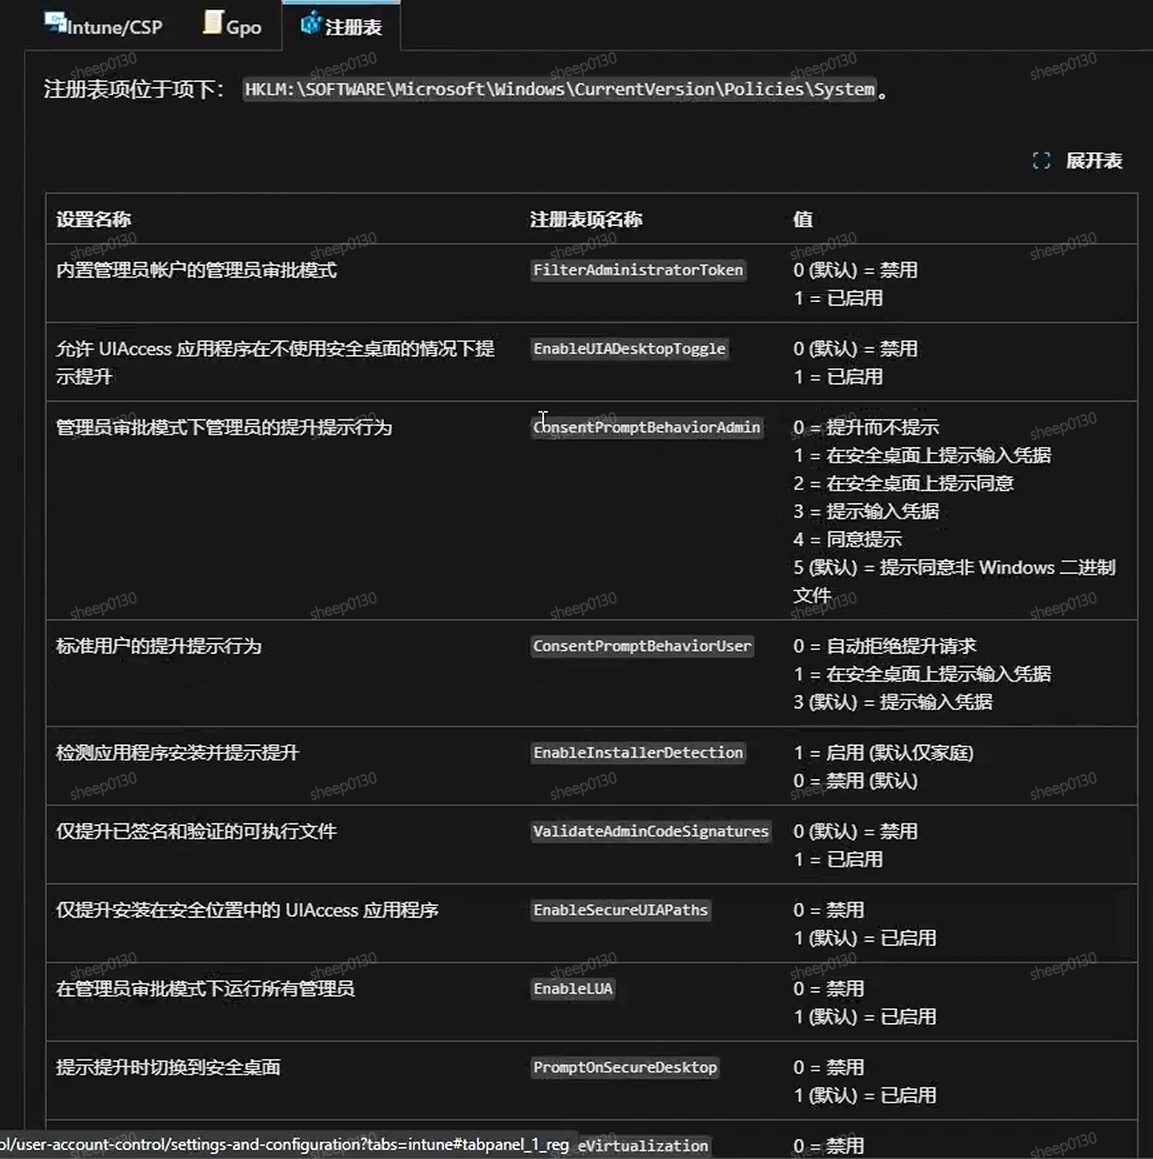 Intune/CSP
Gpo
注册表
注册表项位于项下： HKLM:\SOFTWARE\Microsoft\Windows\CurrentVersion\Policies\System。
展开表
设置名称
注册表项名称
值
内置管理员帐户的管理员审批模式
FilterAdministratorToken
0 (默认) = 禁用
1 = 已启用
允许 UIAccess 应用程序在不使用安全桌面的情况下提
示提升
EnableUIADesktopToggle
0 (默认) = 禁用
1 = 已启用
管理员审批模式下管理员的提升提示行为
ConsentPromptBehaviorAdmin
0 = 提升而不提示
1 = 在安全桌面上提示输入凭据
2 = 在安全桌面上提示同意
3 = 提示输入凭据
4 = 同意提示
5 (默认) = 提示同意非 Windows 二进制
文件
标准用户的提升提示行为
ConsentPromptBehaviorUser
0 = 自动拒绝提升请求
1 = 在安全桌面上提示输入凭据
3 (默认) = 提示输入凭据
检测应用程序安装并提示提升
EnableInstallerDetection
1 = 启用 (默认仅家庭)
0 = 禁用 (默认)
仅提升已签名和验证的可执行文件
ValidateAdminCodeSignatures
0 (默认) = 禁用
1 = 已启用
仅提升安装在安全位置中的 UIAccess 应用程序
EnableSecureUIAPaths
0 = 禁用
1 (默认) = 已启用
在管理员审批模式下运行所有管理员
EnableLUA
0 = 禁用
1 (默认) = 已启用
提示提升时切换到安全桌面
PromptOnSecureDesktop
0 = 禁用
1 (默认) = 已启用
ol/user-account-control/settings-and-configuration?tabs=intune#tabpanel_1_reg
eVirtualization
0 = 禁用
sheep0130